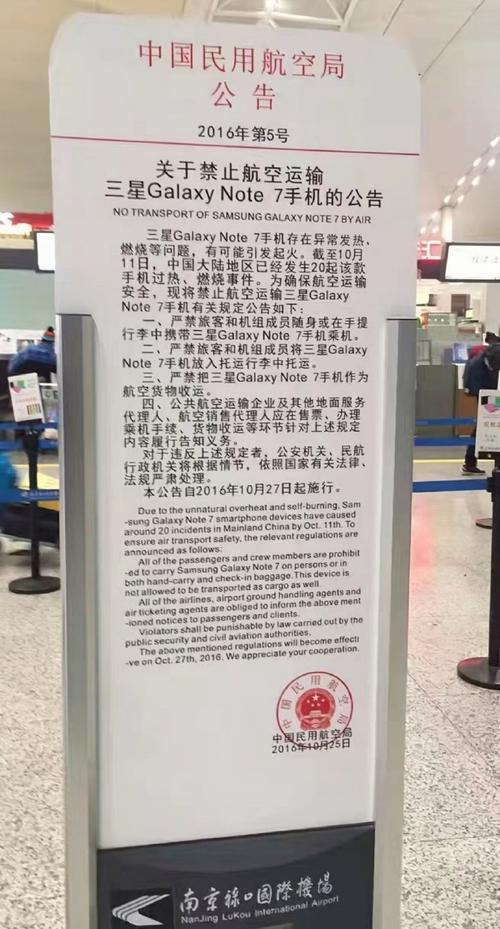 中国民用航空局
公告
2016年第5号
关于禁止航空运输
三星Galaxy Note 7手机的公告
NO TRANSPORT OF SAMSUNG GALAXY NOTE 7 BY AIR
三星Galaxy Note 7手机存在异常发热、
燃烧等问题，有可能引发起火。截至10月
11日，中国大陆地区已经发生20起该款
手机过热、燃烧事件。为确保航空运输
安全，现将禁止航空运输三星Galaxy
Note 7手机有关规定公告如下：
一、严禁旅客和机组成员随身或在手提
行李中携带三星Galaxy Note 7手机乘机。
二、严禁旅客和机组成员将三星Galaxy
Note 7手机放入托运行李中托运。
三、严禁把三星Galaxy Note 7手机作为
航空货物收运。
四、公共航空运输企业及其他地面服务
代理人、航空销售代理人应在售票、办理
乘机手续、货物收运等环节针对上述规定
内容履行告知义务。
对于违反上述规定者，公安机关、民航
行政机关将根据情节，依照国家有关法律、
法规严肃处理。
本公告自2016年10月27日起施行。
Due to the unnatural overheat and self-burning, Sam
-sung Galaxy Note 7 smartphone devices have caused
around 20 incidents in Mainland China by Oct. 11th. To
ensure air transport safety, the relevant regulations are
announced as follows:
All of the passengers and crew members are prohibit
-ed to carry Samsung Galaxy Note 7 on persons or in
both hand-carry and check-in baggage.This device is
not allowed to be transported as cargo as well.
All of the airlines, airport ground handling agents and
air ticketing agents are obliged to inform the above ment
-ioned notices to passengers and clients.
Violators shall be punishable by law carried out by the
public security and civil aviation authorities.
The above mentioned regulations will become effecti
-ve on Oct. 27th, 2016. We appreciate your cooperation.
中国民用航空局
中国民用航空局
2016年10月25日
南京祿口國際機場
NanJing LuKou International Airport